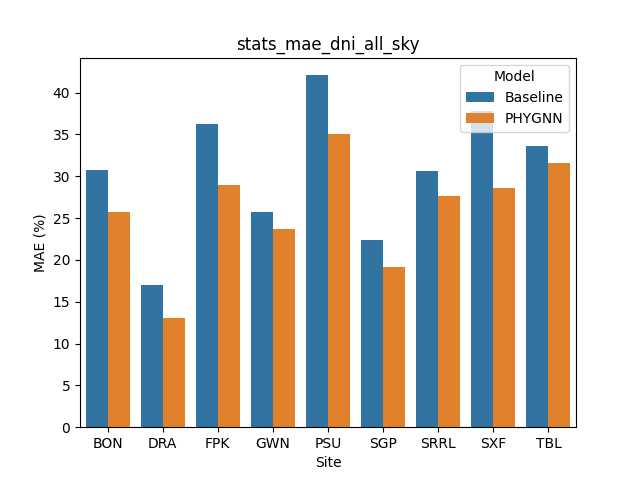 stats_mae_dni_all_sky
Model
Baseline
PHYGNN
MAE (%)
40
35
30
25
20
15
10
5
0
BON DRA FPK GWN PSU SGP SRRL SXF TBL
Site